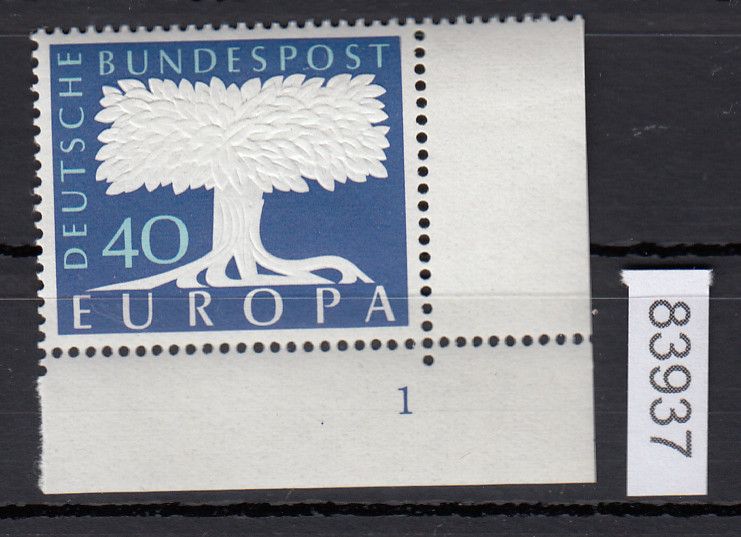 DEUTSCHE
BUNDESPOST
40
EUROPA
1
83937